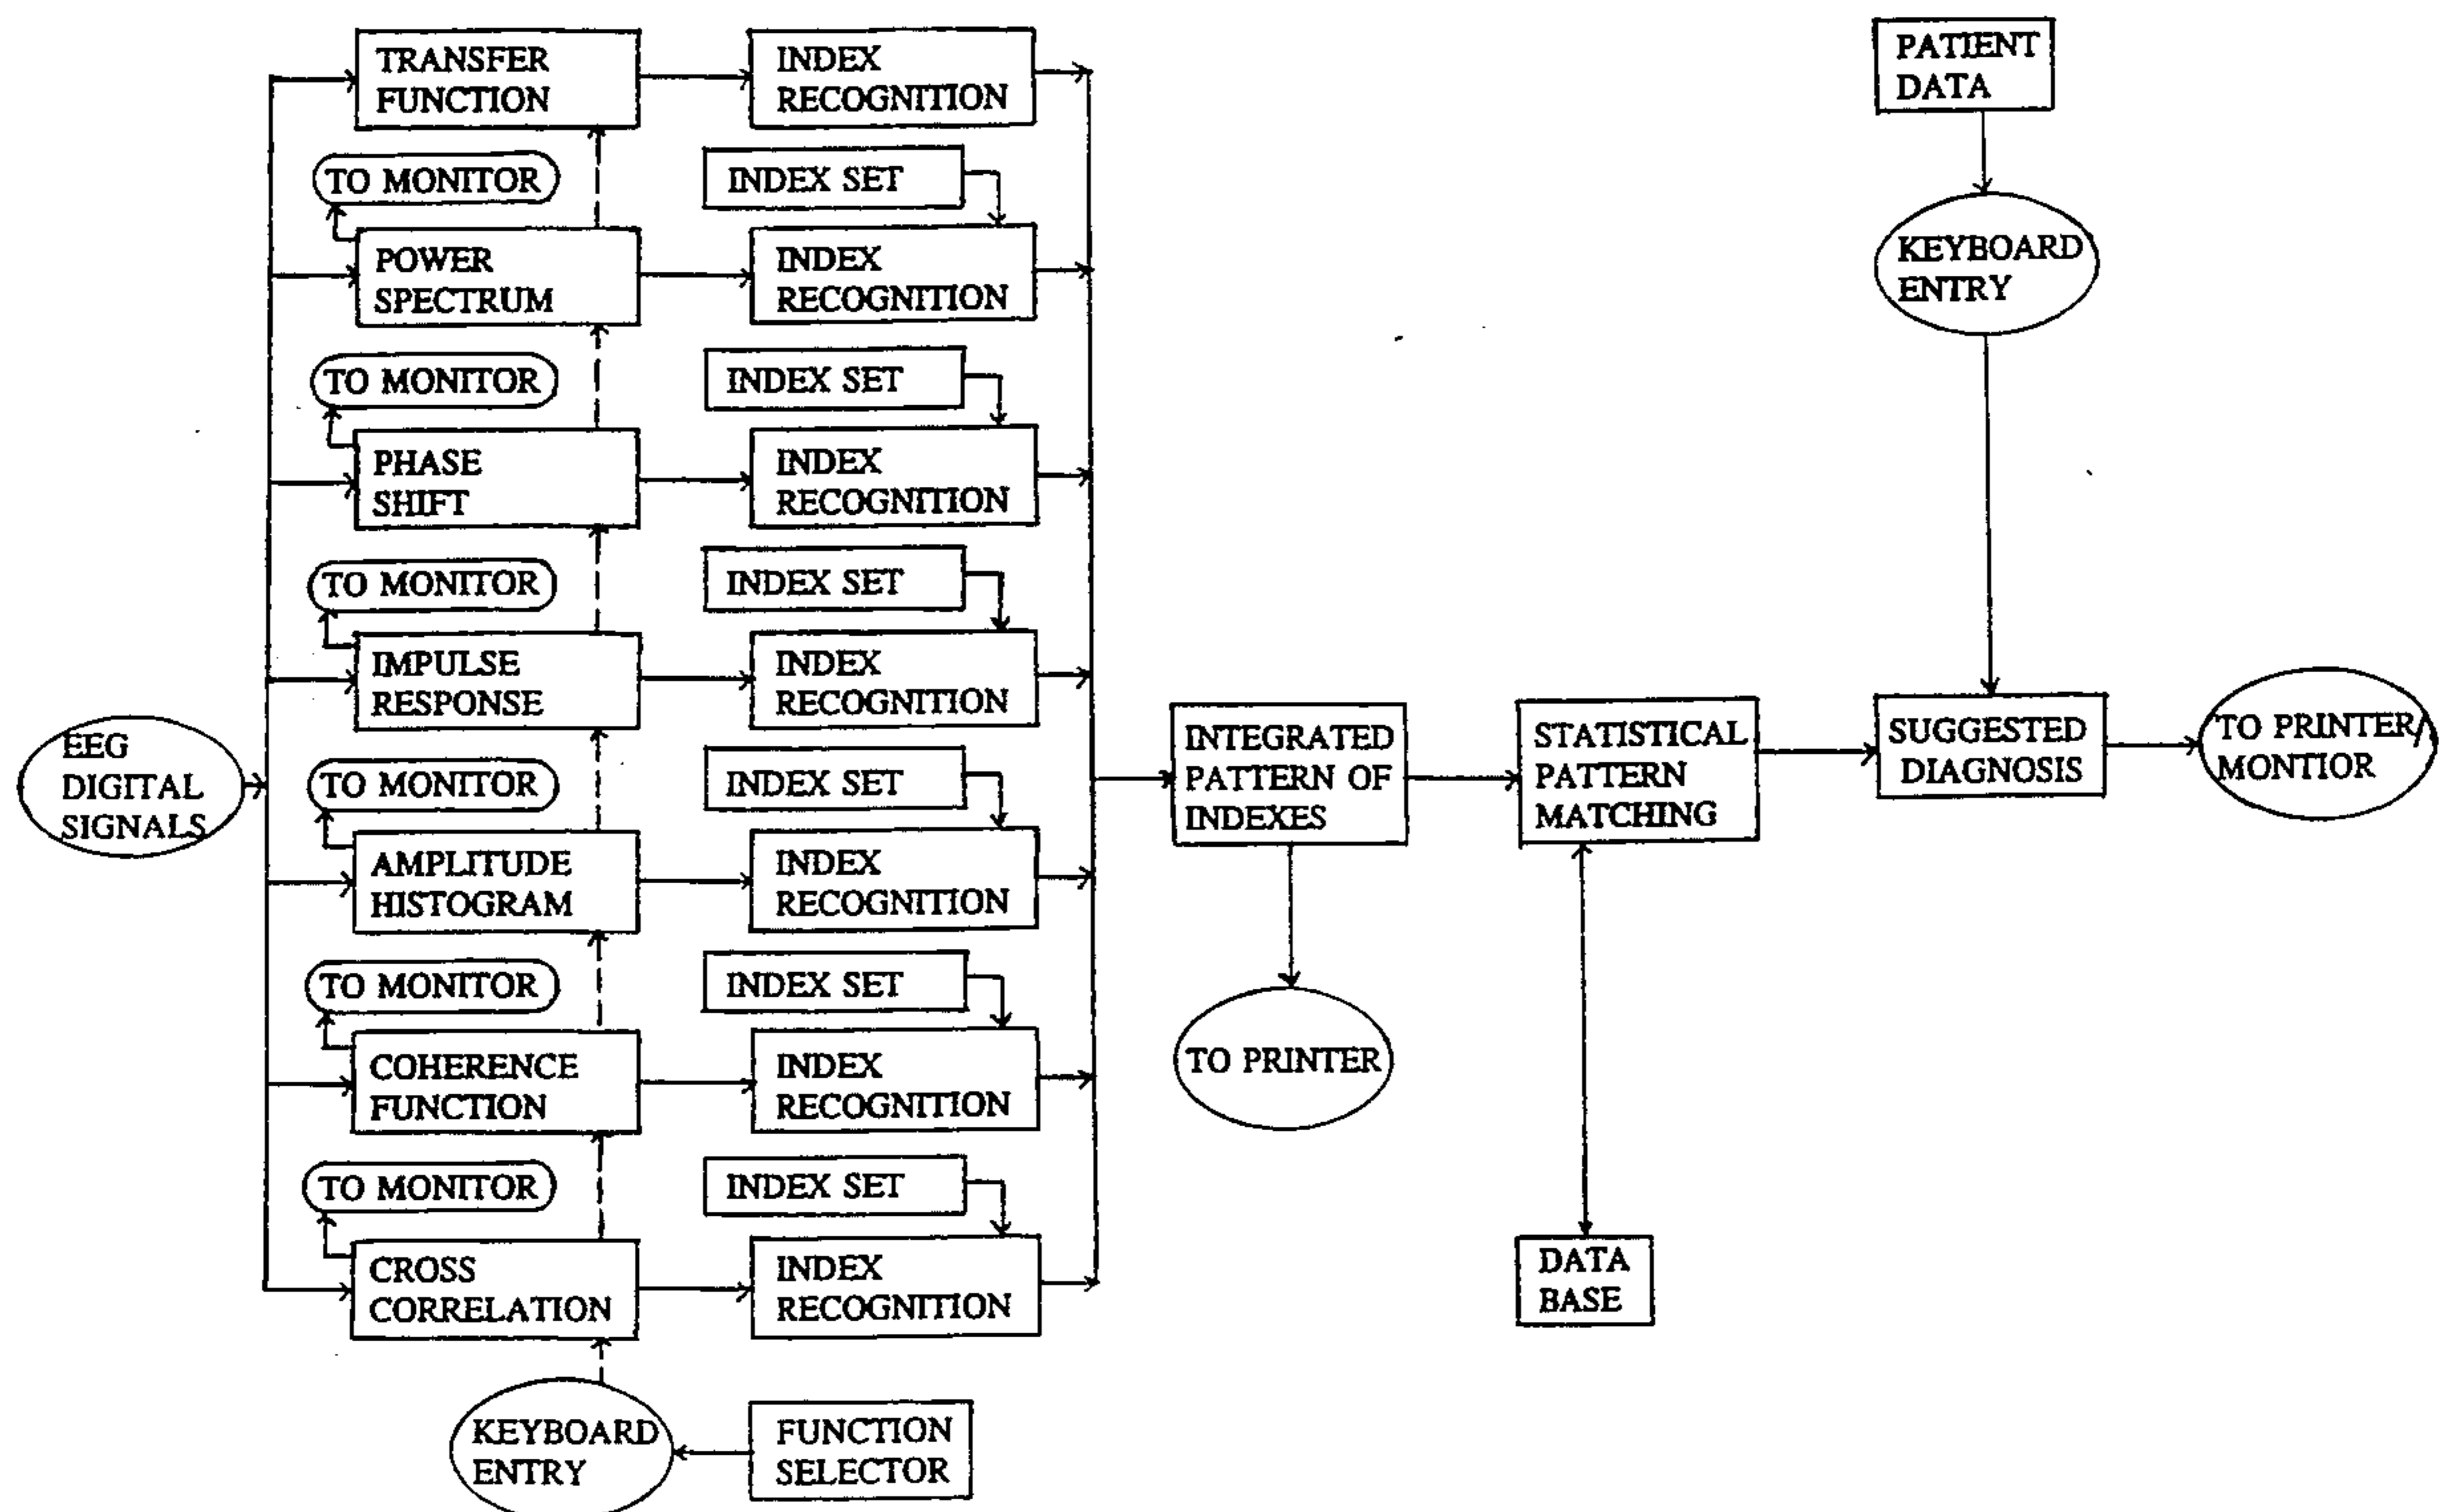 TRANSFER
FUNCTION
INDEX
RECOGNITION
PATIENT
DATA
TO MONITOR
INDEX SET
POWER
SPECTRUM
INDEX
RECOGNITION
KEYBOARD
ENTRY
TO MONITOR
INDEX SET
PHASE
SHIFT
INDEX
RECOGNITION
TO MONITOR
INDEX SET
IMPULSE
RESPONSE
INDEX
RECOGNITION
EEG
DIGITAL
SIGNALS
TO MONITOR
INDEX SET
INTEGRATED
PATTERN OF
INDEXES
STATISTICAL
PATTERN
MATCHING
SUGGESTED
DIAGNOSIS
TO PRINTER/
MONTIOR
AMPLITUDE
HISTOGRAM
INDEX
RECOGNITION
TO MONITOR
INDEX SET
COHERENCE
FUNCTION
INDEX
RECOGNITION
TO PRINTER
TO MONITOR
INDEX SET
CROSS
CORRELATION
INDEX
RECOGNITION
DATA
BASE
KEYBOARD
ENTRY
FUNCTION
SELECTOR